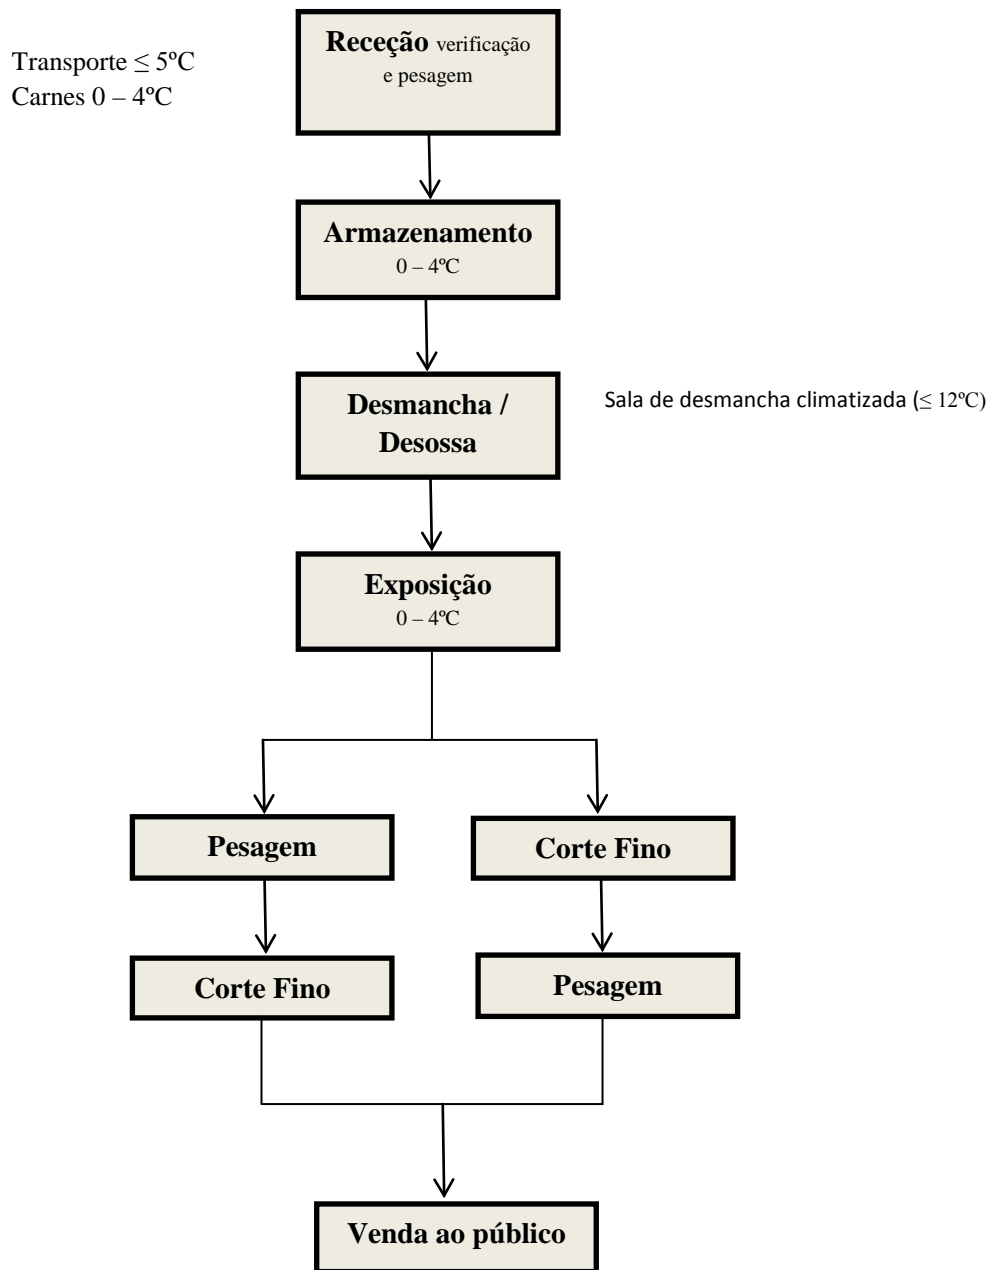 Receção verificação
e pesagem
Transporte ≤ 5ºC
Carnes 0 – 4ºC
Armazenamento
0 – 4ºC
Desmancha /
Desossa
Sala de desmancha climatizada (≤ 12ºC)
Exposição
0 – 4ºC
Pesagem
Corte Fino
Corte Fino
Pesagem
Venda ao público